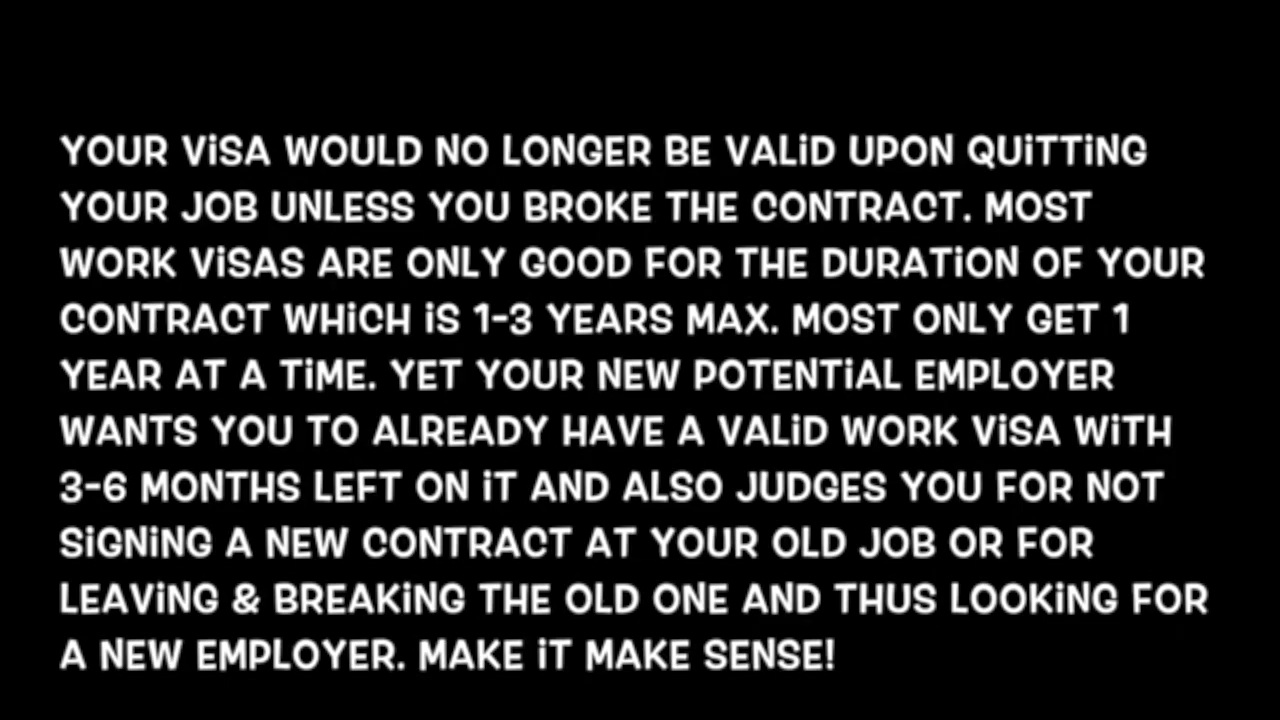 YOUR ViSA WOULD NO LONGER BE VALiD UPON QUiTTiNG
YOUR JOB UNLESS YOU BROKE THE CONTRACT. MOST
WORK ViSAS ARE ONLY GOOD FOR THE DURATiON OF YOUR
CONTRACT WHiCH iS 1-3 YEARS MAX. MOST ONLY GET 1
YEAR AT A TiME. YET YOUR NEW POTENTiAL EMPLOYER
WANTS YOU TO ALREADY HAVE A VALiD WORK ViSA WiTH
3-6 MONTHS LEFT ON iT AND ALSO JUDGES YOU FOR NOT
SiGNiNG A NEW CONTRACT AT YOUR OLD JOB OR FOR
LEAViNG & BREAKiNG THE OLD ONE AND THUS LOOKiNG FOR
A NEW EMPLOYER. MAKE iT MAKE SENSE!